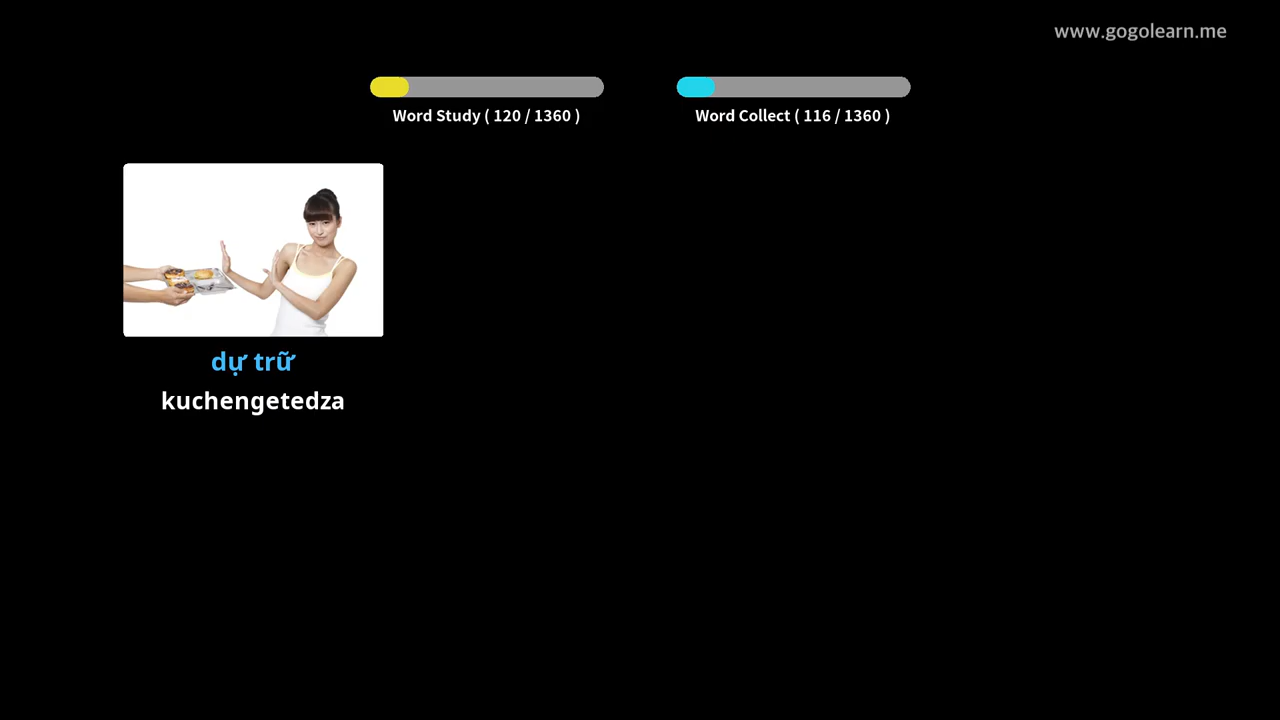 www.gogolearn.me
Word Study ( 120 / 1360 )
Word Collect ( 116 / 1360 )
dự trữ
kuchengetedza